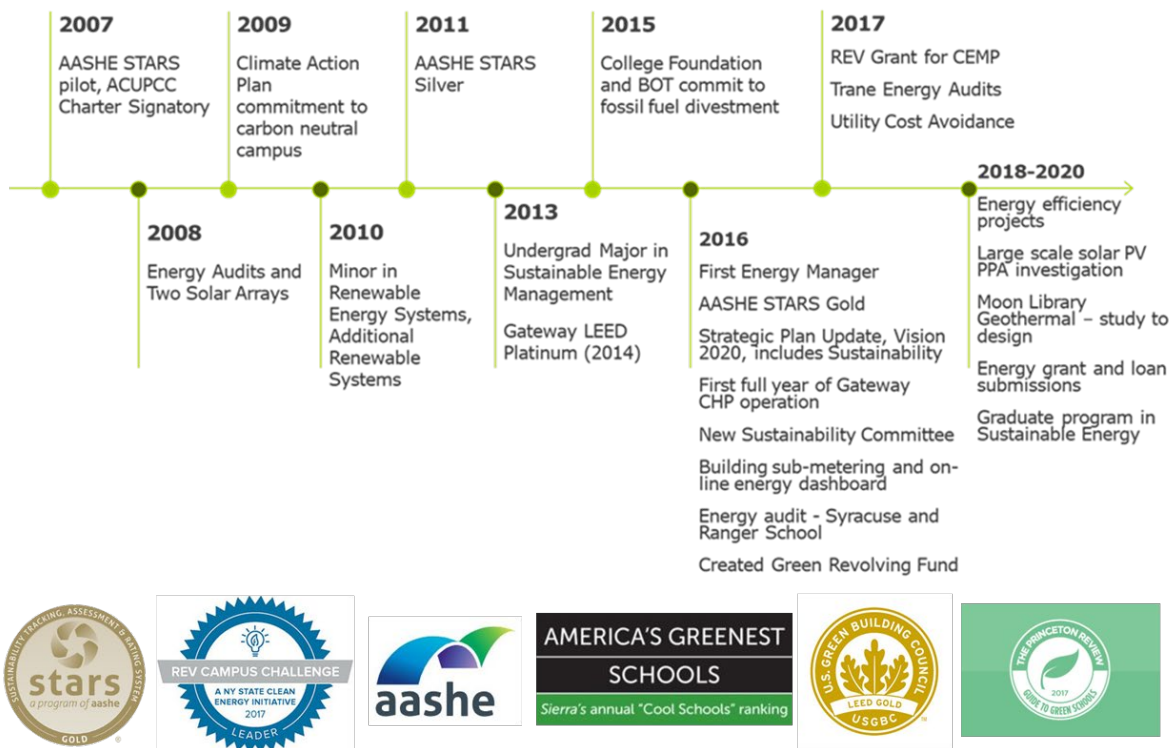 2007
AASHE STARS
pilot, ACUPCC
Charter Signatory
2009
Climate Action
Plan
commitment to
carbon neutral
campus
2011
AASHE STARS
Silver
2015
College Foundation
and BOT commit to
fossil fuel divestment
2017
REV Grant for CEMP
Trane Energy Audits
Utility Cost Avoidance
2008
Energy Audits and
Two Solar Arrays
2010
Minor in
Renewable
Energy Systems,
Additional
Renewable
Systems
2013
Undergrad Major in
Sustainable Energy
Management
Gateway LEED
Platinum (2014)
2016
First Energy Manager
AASHE STARS Gold
Strategic Plan Update, Vision
2020, includes Sustainability
First full year of Gateway
CHP operation
New Sustainability Committee
Building sub-metering and on-
line energy dashboard
Energy audit - Syracuse and
Ranger School
Created Green Revolving Fund
2018-2020
Energy efficiency
projects
Large scale solar PV
PPA investigation
Moon Library
Geothermal – study to
design
Energy grant and loan
submissions
Graduate program in
Sustainable Energy
SUSTAINABILITY TRACKING, ASSESSMENT & RATING SYSTEM
stars
a program of aashe
GOLD
®
REV CAMPUS CHALLENGE
A NY STATE CLEAN
ENERGY INITIATIVE
2017
LEADER
aashe
AMERICA'S GREENEST
SCHOOLS
Sierra's annual "Cool Schools" ranking
U.S. GREEN BUILDING COUNCIL
LEED GOLD
USGBC
™
THE PRINCETON REVIEW
2017
GUIDE TO GREEN SCHOOLS